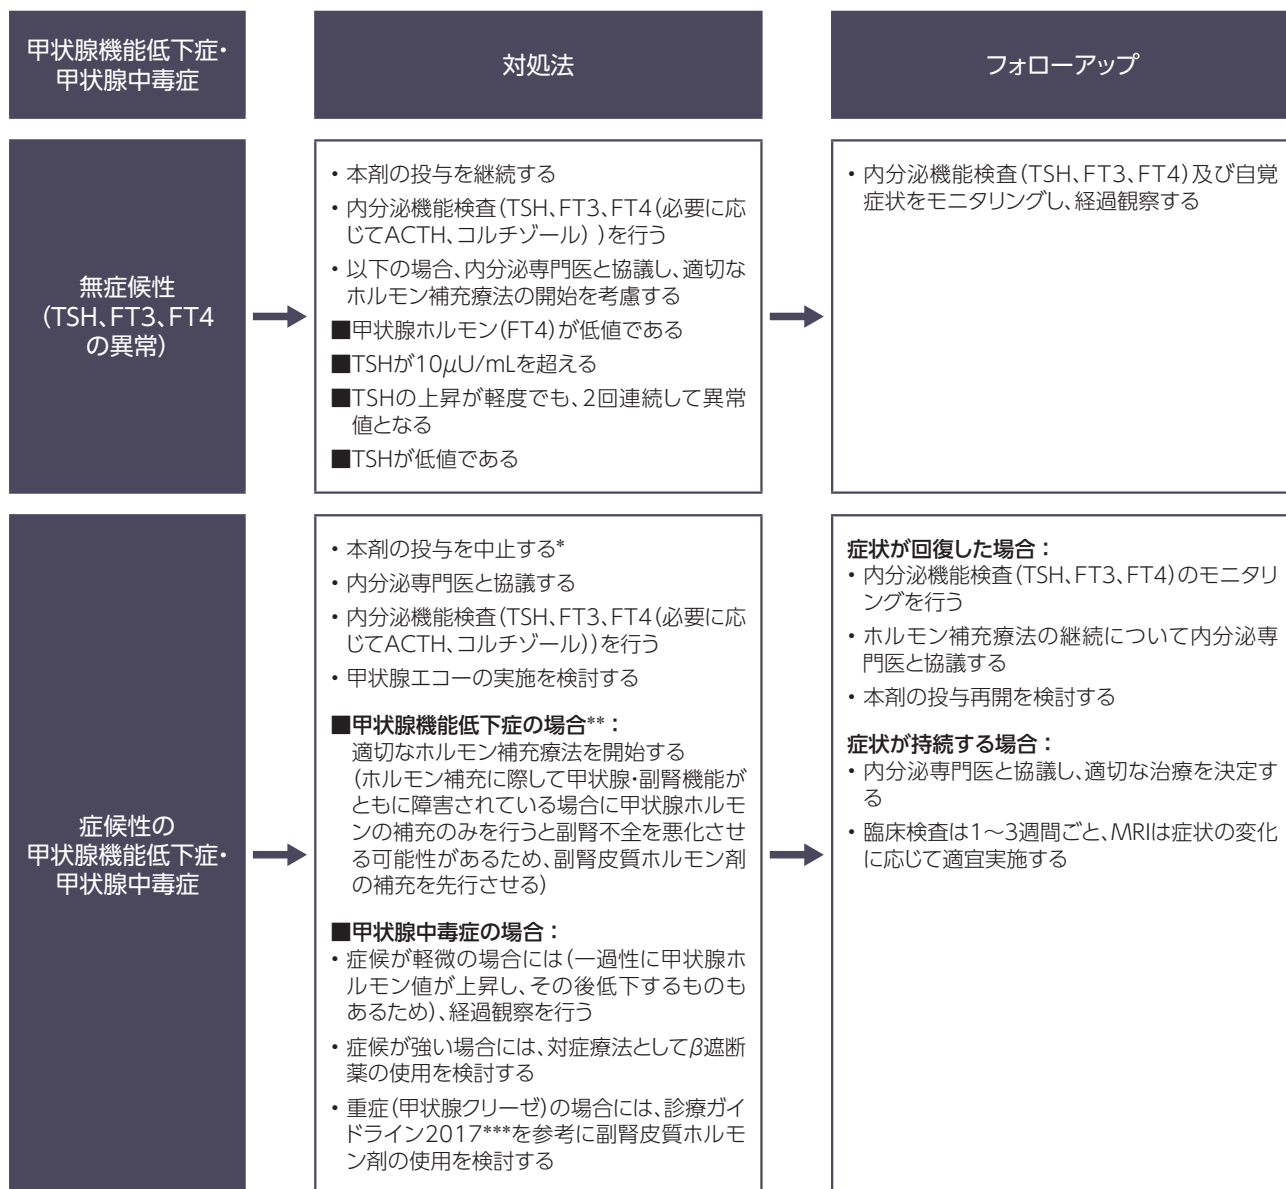 甲状腺機能低下症・
甲状腺中毒症
対処法
フォローアップ
無症候性
(TSH、FT3、FT4
の異常)
・本剤の投与を継続する
・内分泌機能検査(TSH、FT3、FT4(必要に応
じてACTH、コルチゾール) )を行う
・以下の場合、内分泌専門医と協議し、適切な
ホルモン補充療法の開始を考慮する
■甲状腺ホルモン(FT4)が低値である
■TSHが10μU/mLを超える
■TSHの上昇が軽度でも、2回連続して異常
値となる
■TSHが低値である
・内分泌機能検査(TSH、FT3、FT4)及び自覚
症状をモニタリングし、経過観察する
症候性の
甲状腺機能低下症・
甲状腺中毒症
・本剤の投与を中止する*
・内分泌専門医と協議する
・内分泌機能検査(TSH、FT3、FT4(必要に応
じてACTH、コルチゾール))を行う
・甲状腺エコーの実施を検討する
■甲状腺機能低下症の場合**：
適切なホルモン補充療法を開始する
(ホルモン補充に際して甲状腺・副腎機能が
ともに障害されている場合に甲状腺ホルモ
ンの補充のみを行うと副腎不全を悪化させ
る可能性があるため、副腎皮質ホルモン剤
の補充を先行させる)
■甲状腺中毒症の場合：
・症候が軽微の場合には(一過性に甲状腺ホ
ルモン値が上昇し、その後低下するものも
あるため)、経過観察を行う
・症候が強い場合には、対症療法としてβ遮断
薬の使用を検討する
・重症(甲状腺クリーゼ)の場合には、診療ガイ
ドライン2017***を参考に副腎皮質ホルモ
ン剤の使用を検討する
症状が回復した場合：
・内分泌機能検査(TSH、FT3、FT4)のモニタリ
ングを行う
・ホルモン補充療法の継続について内分泌専
門医と協議する
・本剤の投与再開を検討する
症状が持続する場合：
・内分泌専門医と協議し、適切な治療を決定す
る
・臨床検査は1～3週間ごと、MRIは症状の変化
に応じて適宜実施する